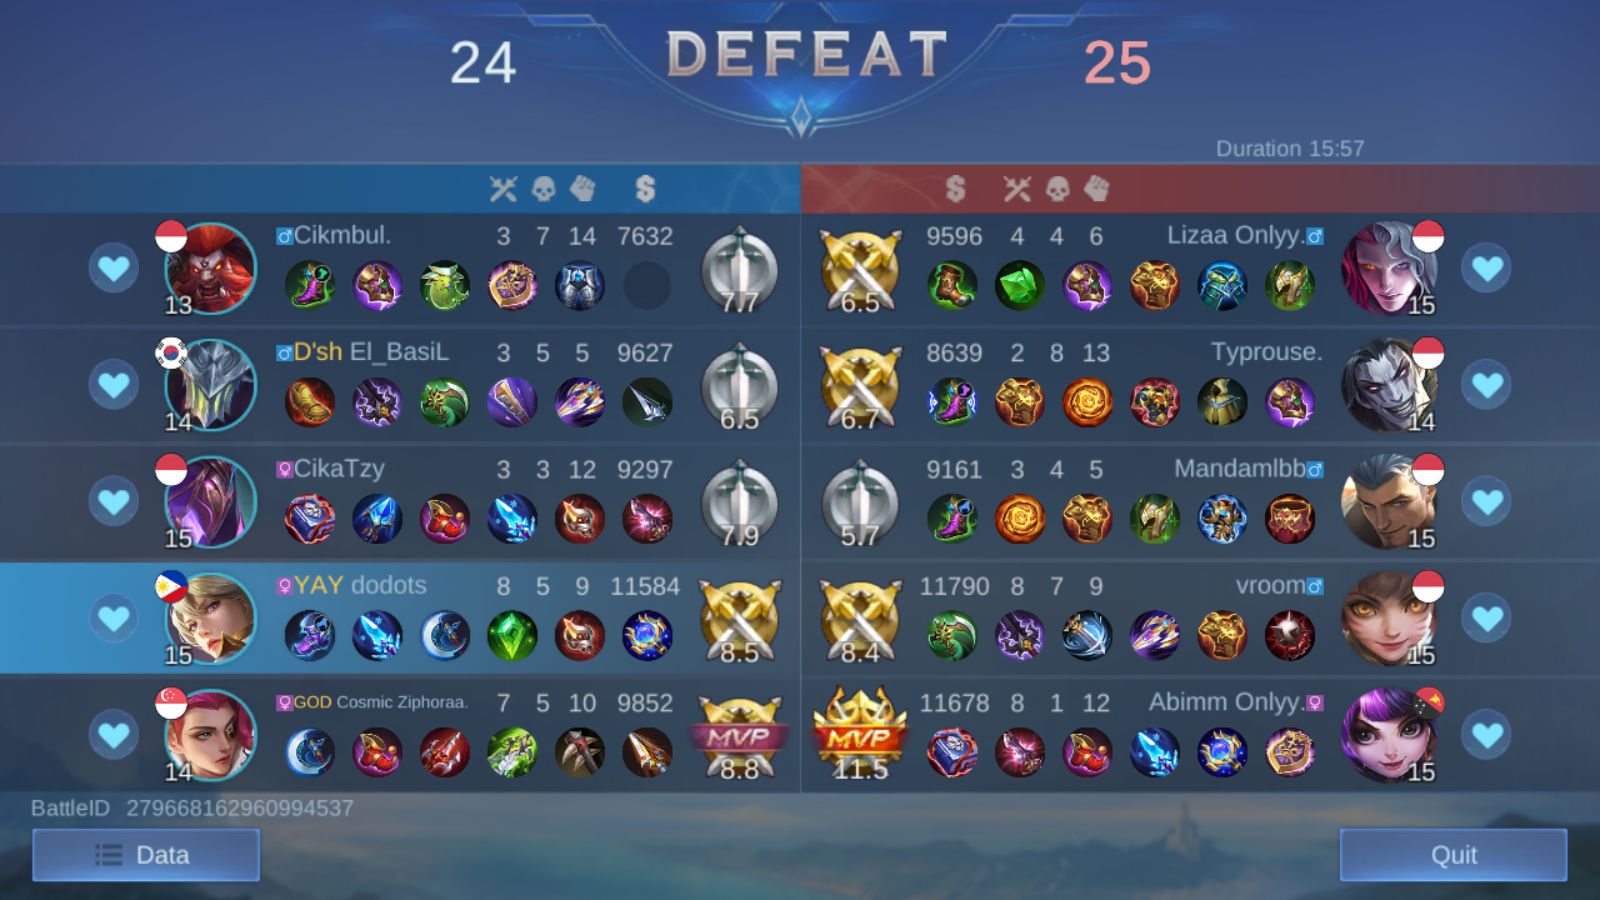 24 DEFEAT 25
Duration 15:57
Cikmbul. 3 7 14 7632 7.7 13
6.5 9596 4 4 6 Lizaa Onlyy. 15
D'sh El_BasiL 3 5 5 9627 6.5 14
6.7 8639 2 8 13 Typrouse. 14
CikaTzy 3 3 12 9297 7.9 15
5.7 9161 3 4 5 Mandamlbb 15
YAY dodots 8 5 9 11584 8.5 15
8.4 11790 8 7 9 vroom 15
GOD Cosmic Ziphoraa. 7 5 10 9852 MVP 8.8 14
MVP 11.5 11678 8 1 12 Abimm Onlyy. 15
BattleID 279668162960994537
Data
Quit